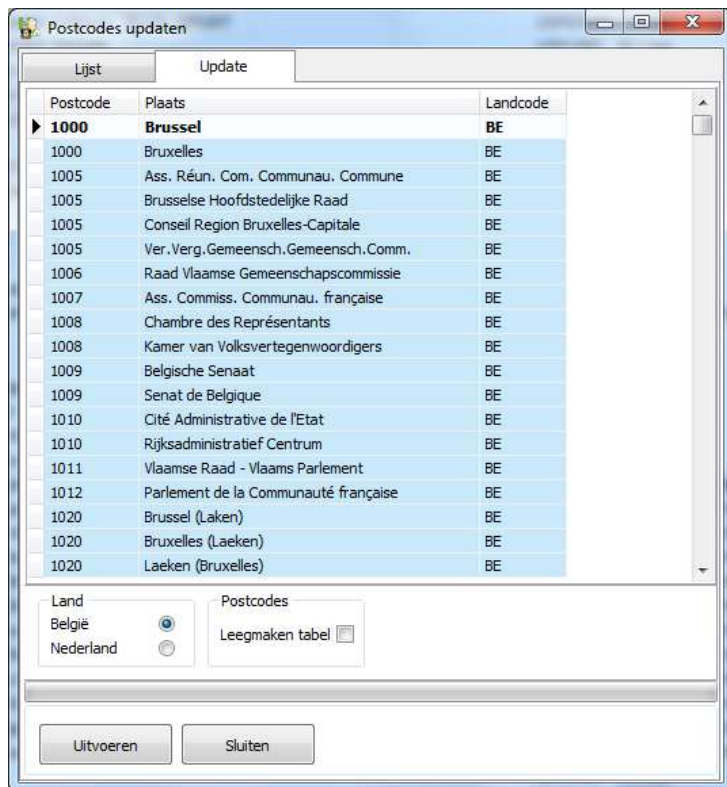 Postcodes updaten
Lijst Update
Postcode Plaats Landcode
1000 Brussel BE
1000 Bruxelles BE
1005 Ass. Réun. Com. Communau. Commune BE
1005 Brusselse Hoofdstedelijke Raad BE
1005 Conseil Region Bruxelles-Capitale BE
1005 Ver.Verg.Gemeensch.Gemeensch.Comm. BE
1006 Raad Vlaamse Gemeenschapscommissie BE
1007 Ass. Commiss. Communau. française BE
1008 Chambre des Représentants BE
1008 Kamer van Volksvertegenwoordigers BE
1009 Belgische Senaat BE
1009 Senat de Belgique BE
1010 Cité Administrative de l'Etat BE
1010 Rijksadministratief Centrum BE
1011 Vlaamse Raad - Vlaams Parlement BE
1012 Parlement de la Communauté française BE
1020 Brussel (Laken) BE
1020 Bruxelles (Laeken) BE
1020 Laeken (Bruxelles) BE
Land Postcodes
België
Leegmaken tabel
Nederland
Uitvoeren Sluiten